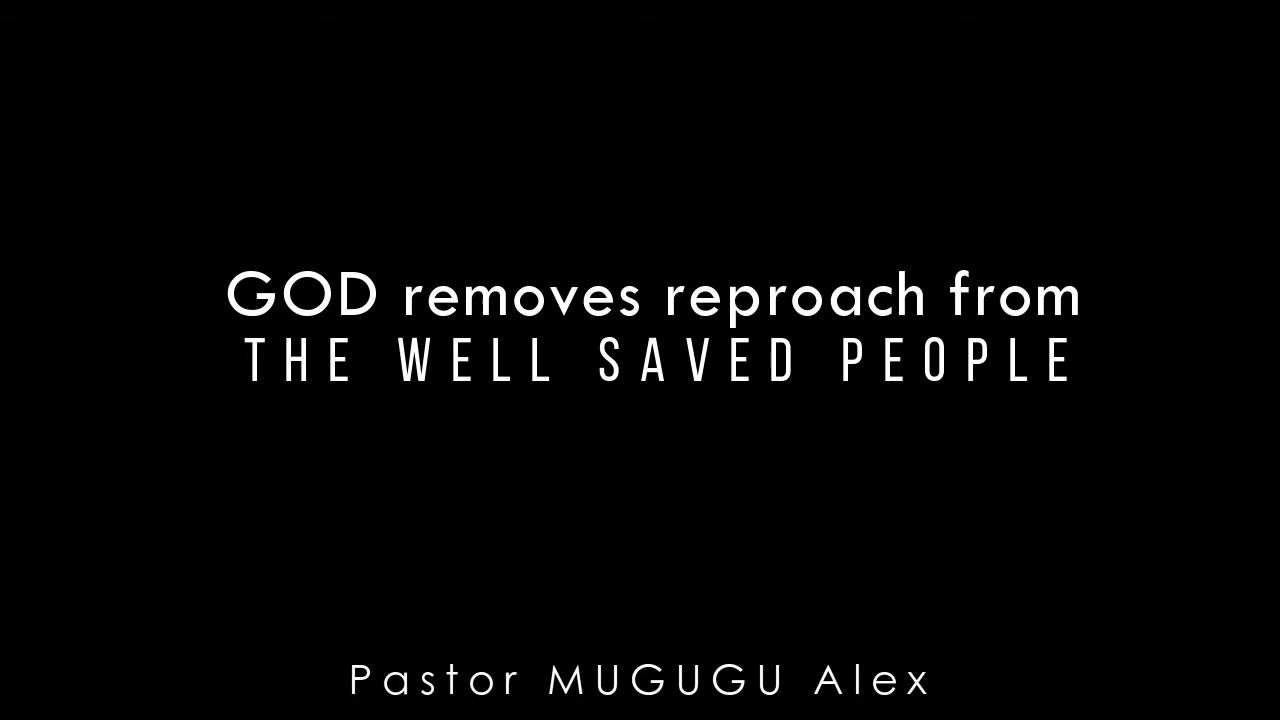 GOD removes reproach from
THE WELL SAVED PEOPLE
Pastor MUGUGU Alex